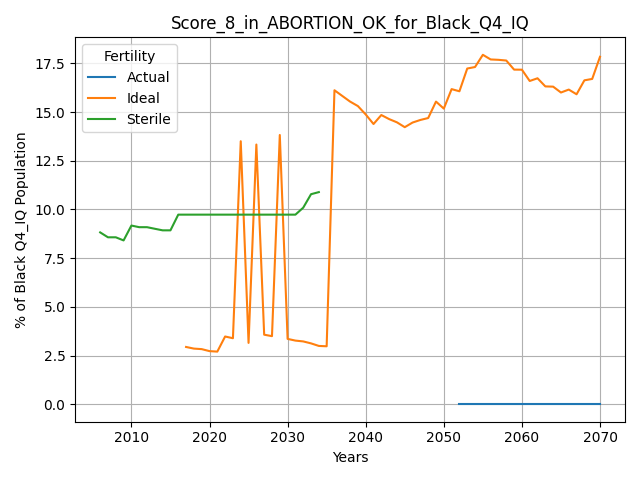 Score_8_in_ABORTION_OK_for_Black_Q4_IQ
Fertility
Actual
Ideal
Sterile
% of Black Q4_IQ Population
17.5
15.0
12.5
10.0
7.5
5.0
2.5
0.0
2010 2020 2030 2040 2050 2060 2070
Years